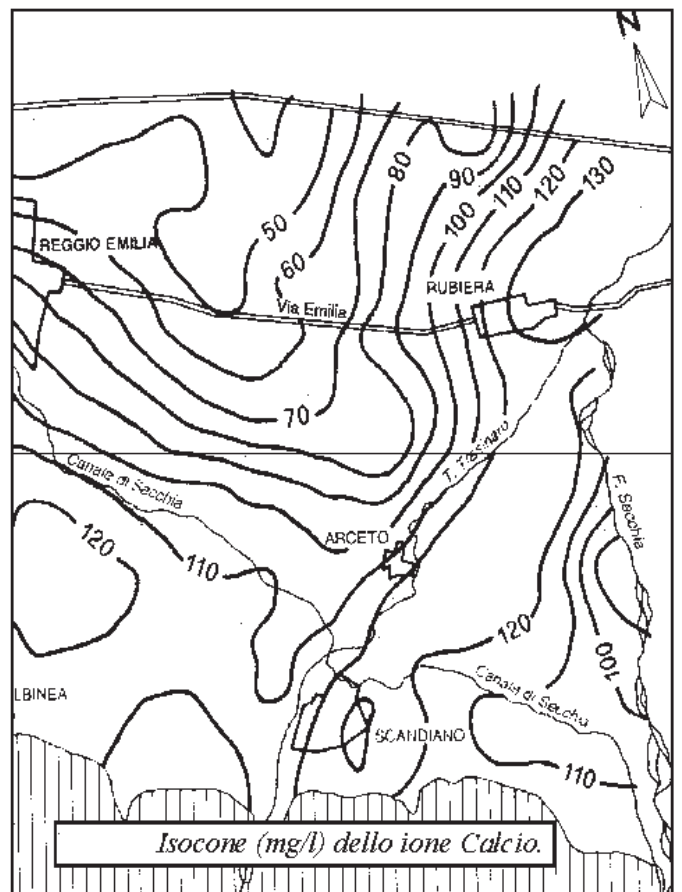 N
80
90
130
120
110
100
50
REGGIO EMILIA
60
RUBIERA
Via Emilia
70
T. Tresinaro
Canale di Secchia
F. Secchia
120
ARCETO
110
120
100
LBINEA
Canale di Secchia
SCANDIANO
110
Isocone (mg/l) dello ione Calcio.